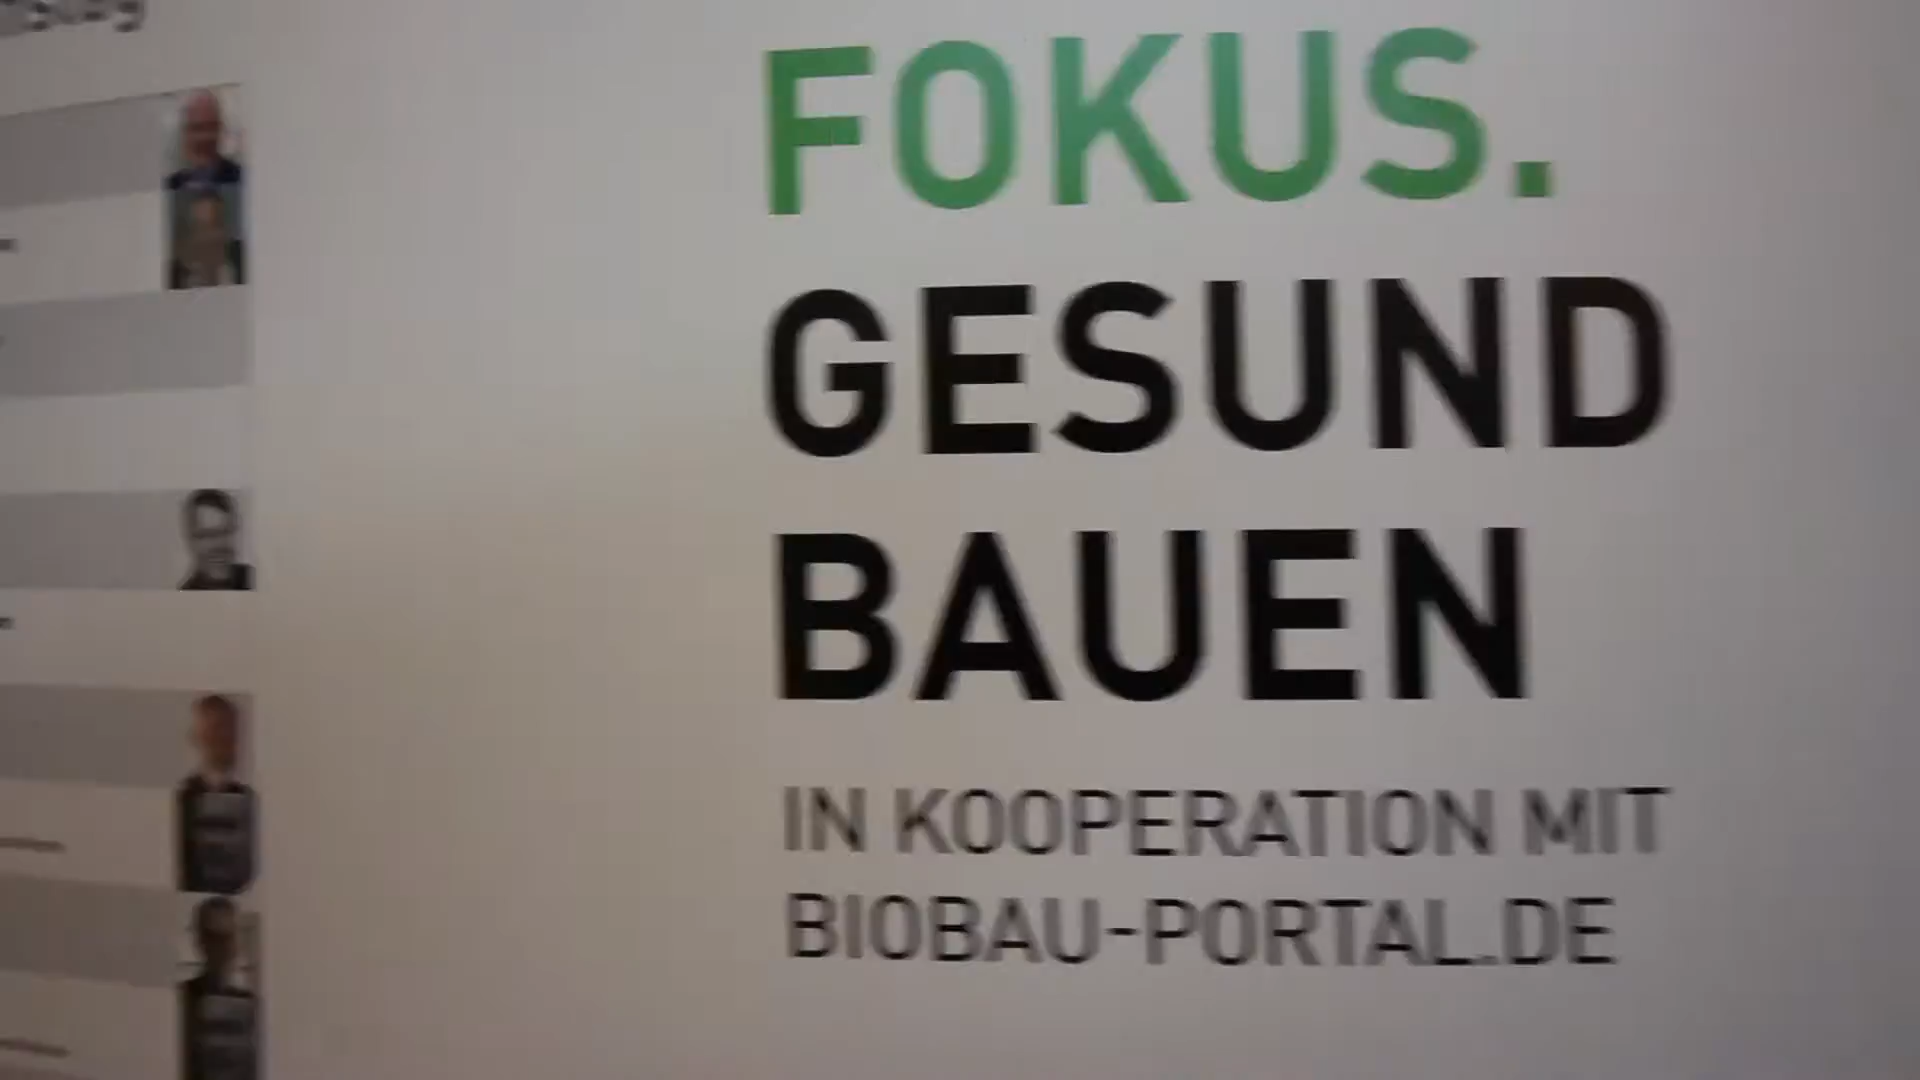 FOKUS.
GESUND
BAUEN
IN KOOPERATION MIT
BIOBAU-PORTAL.DE